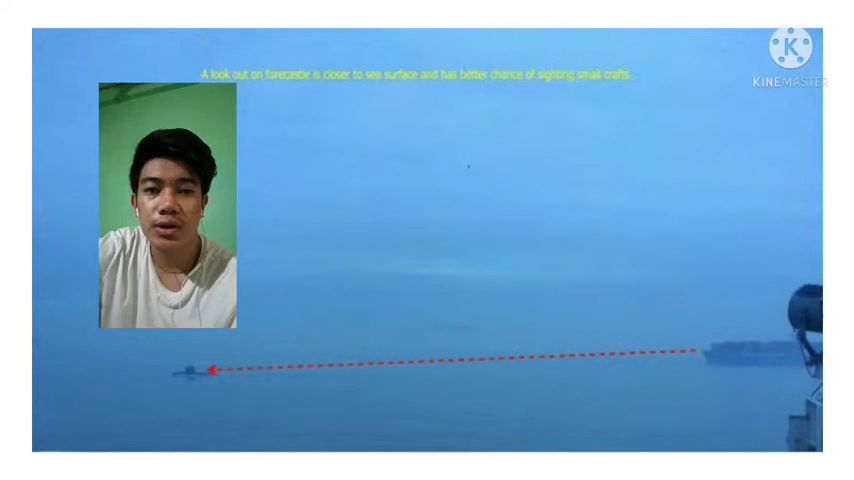 A look out on forecastle is closer to sea surface and has better chance of sighting small crafts.
K
KINEMASTER